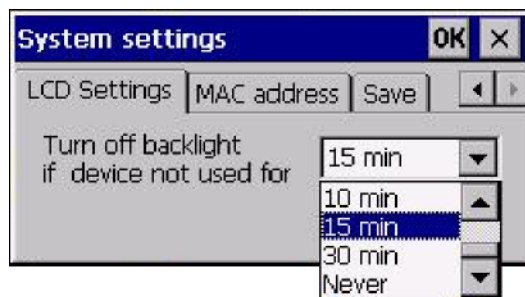 System settings OK ×
LCD Settings MAC address Save
Turn off backlight
if device not used for
15 min
10 min
15 min
30 min
Never